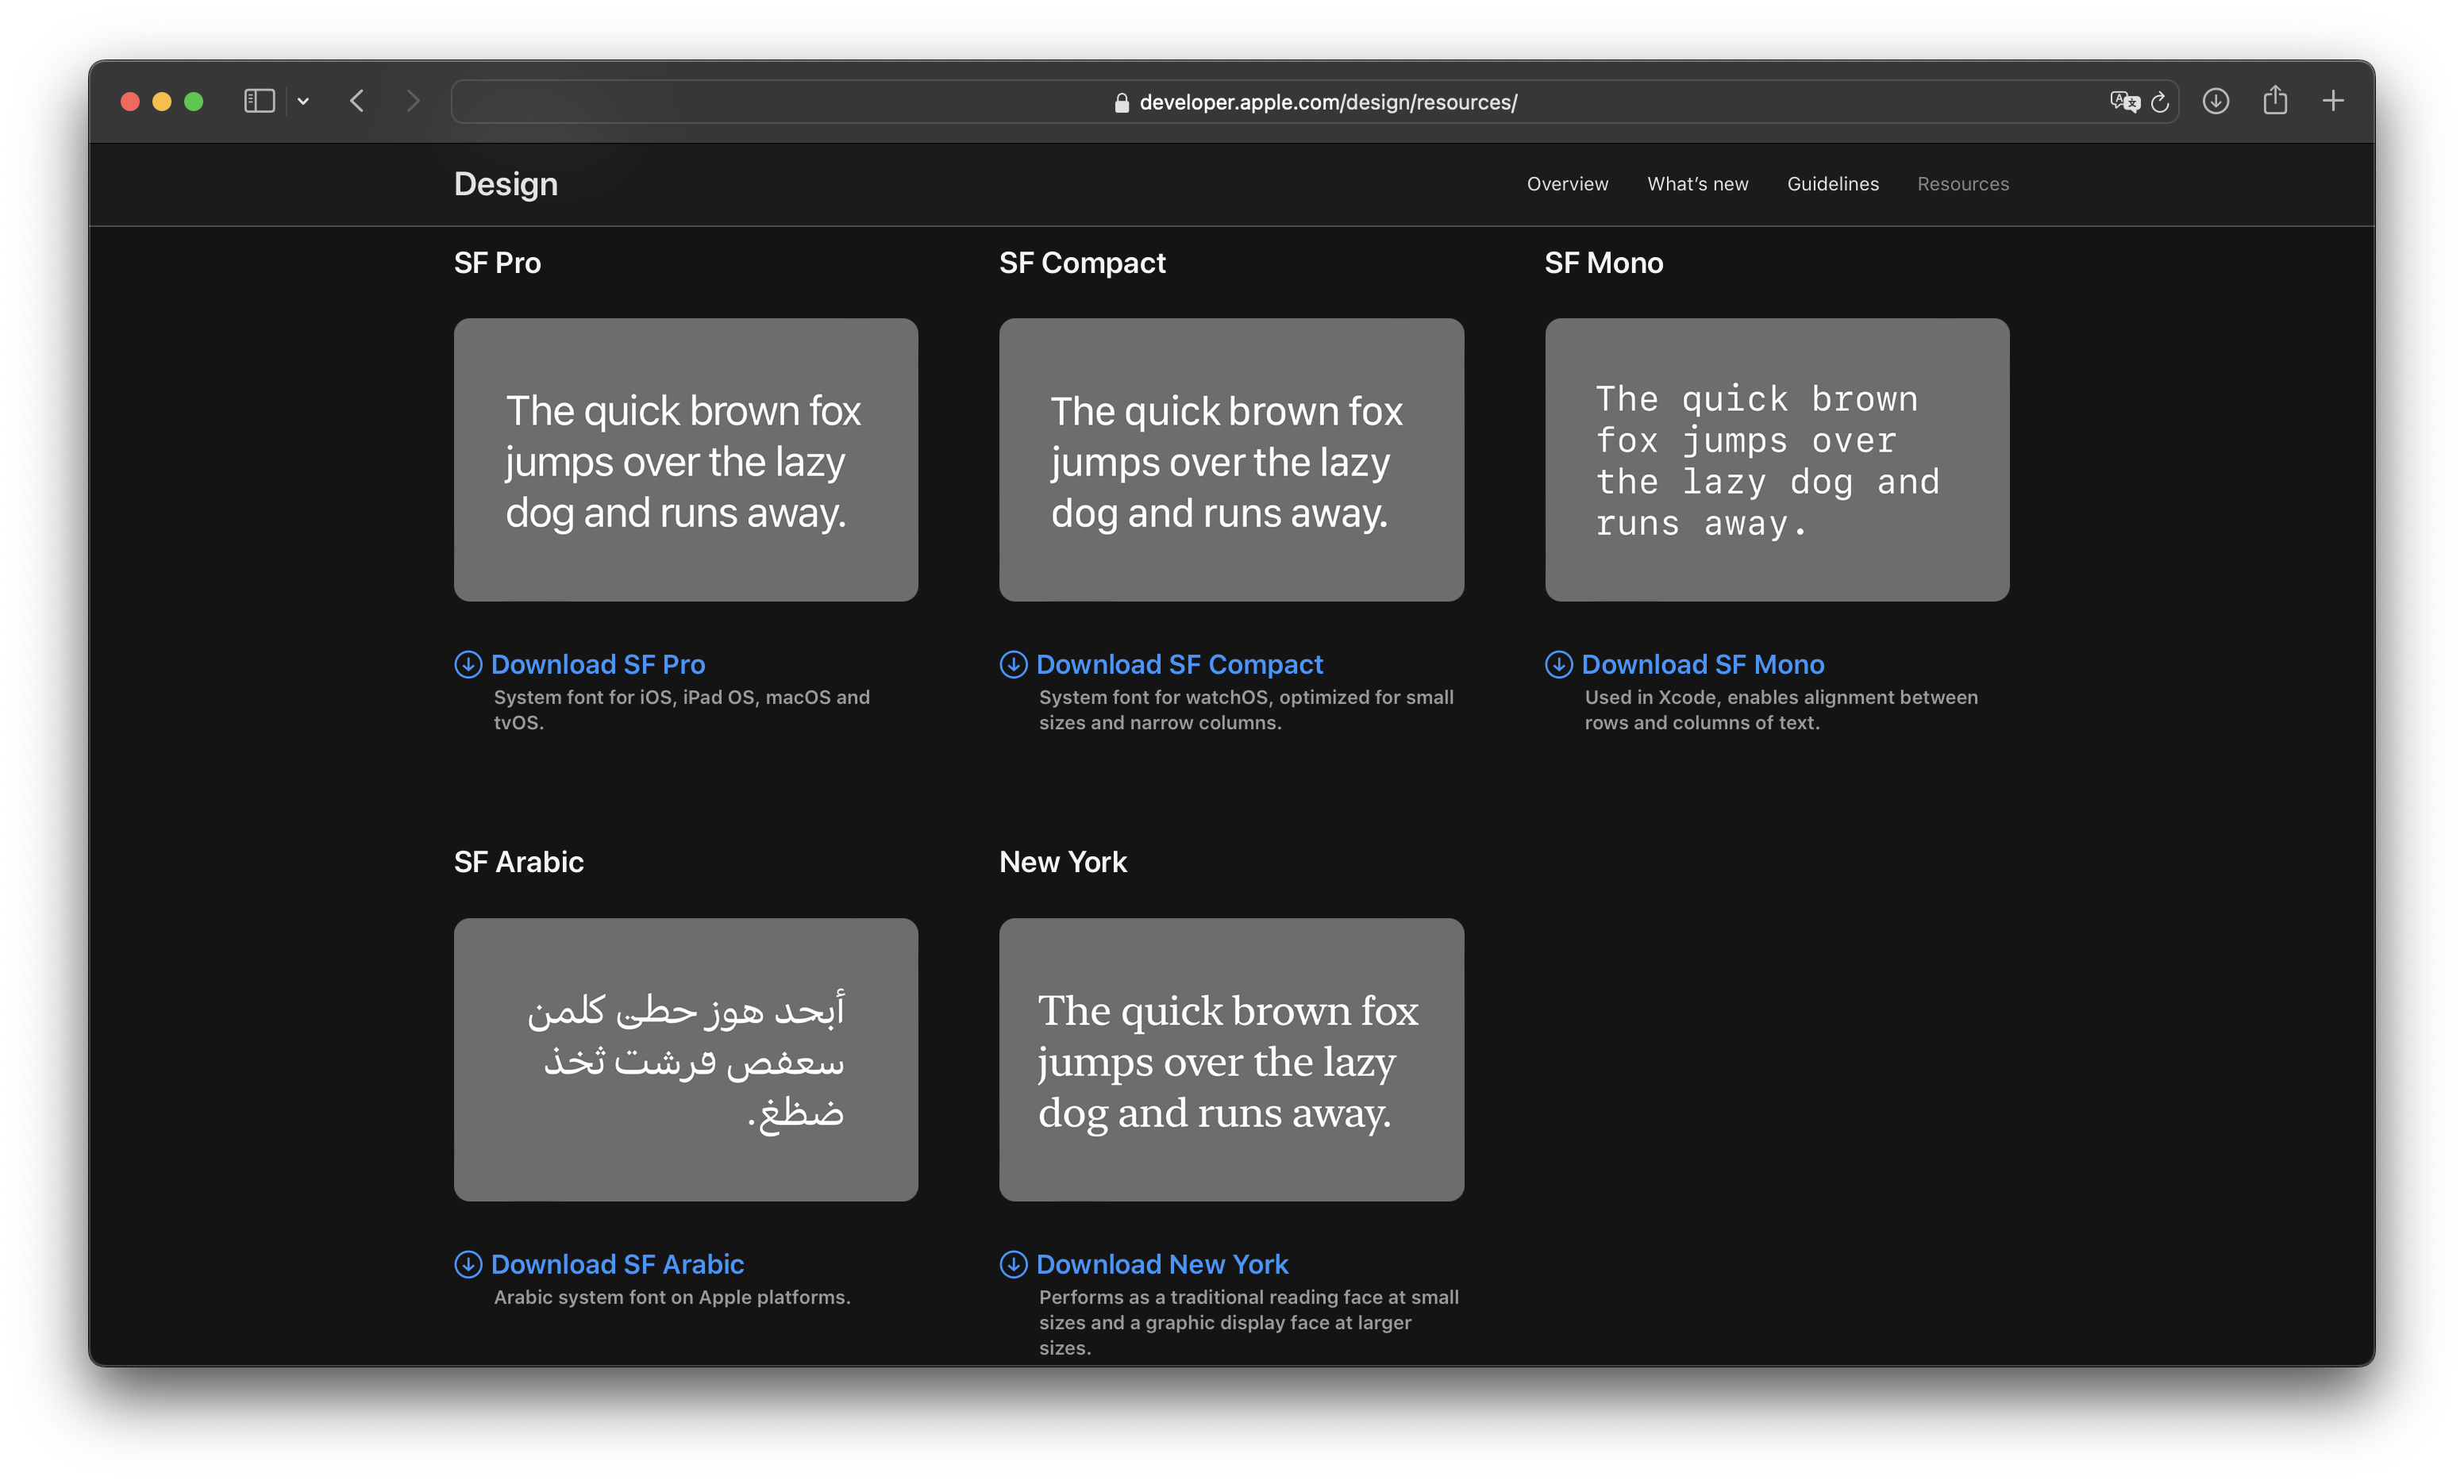 developer.apple.com/design/resources/
Design
Overview
What's new
Guidelines
Resources
SF Pro
The quick brown fox
jumps over the lazy
dog and runs away.
Download SF Pro
System font for iOS, iPad OS, macOS and
tvOS.
SF Compact
The quick brown fox
jumps over the lazy
dog and runs away.
Download SF Compact
System font for watchOS, optimized for small
sizes and narrow columns.
SF Mono
The quick brown
fox jumps over
the lazy dog and
runs away.
Download SF Mono
Used in Xcode, enables alignment between
rows and columns of text.
SF Arabic
أبجد هوز حطي كلمن
سعفص قرشت ثخذ
ضظغ.
Download SF Arabic
Arabic system font on Apple platforms.
New York
The quick brown fox
jumps over the lazy
dog and runs away.
Download New York
Performs as a traditional reading face at small
sizes and a graphic display face at larger
sizes.